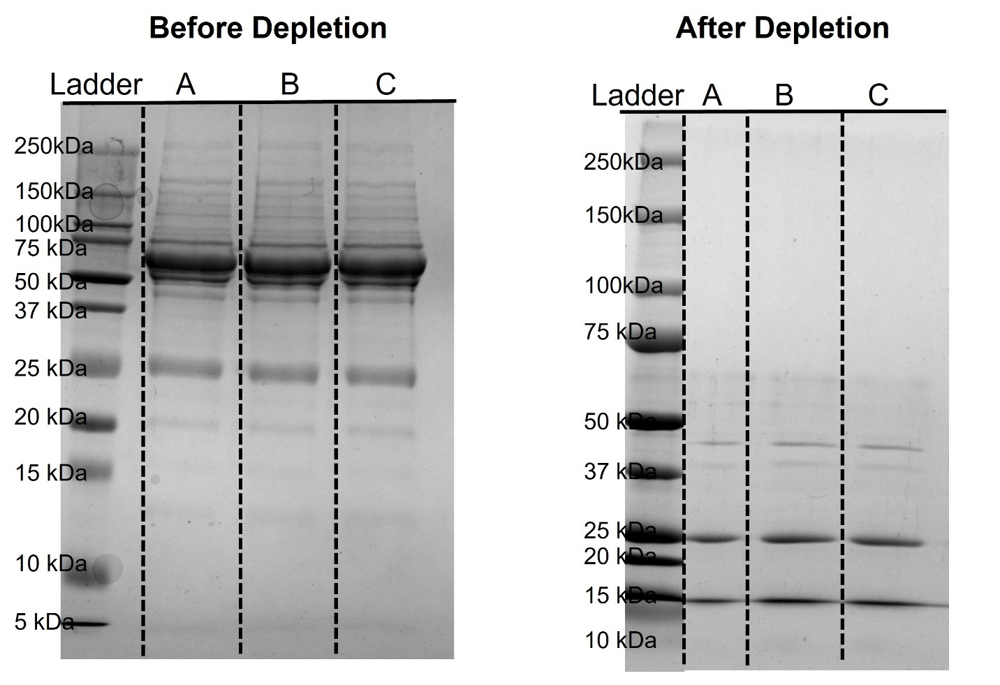 Before Depletion
Ladder A B C
250kDa
150kDa
100kDa
75 kDa
50 kDa
37 kDa
25 kDa
20 kDa
15 kDa
10 kDa
5 kDa
After Depletion
Ladder A B C
250kDa
150kDa
100kDa
75 kDa
50 kDa
37 kDa
25 kDa
20 kDa
15 kDa
10 kDa